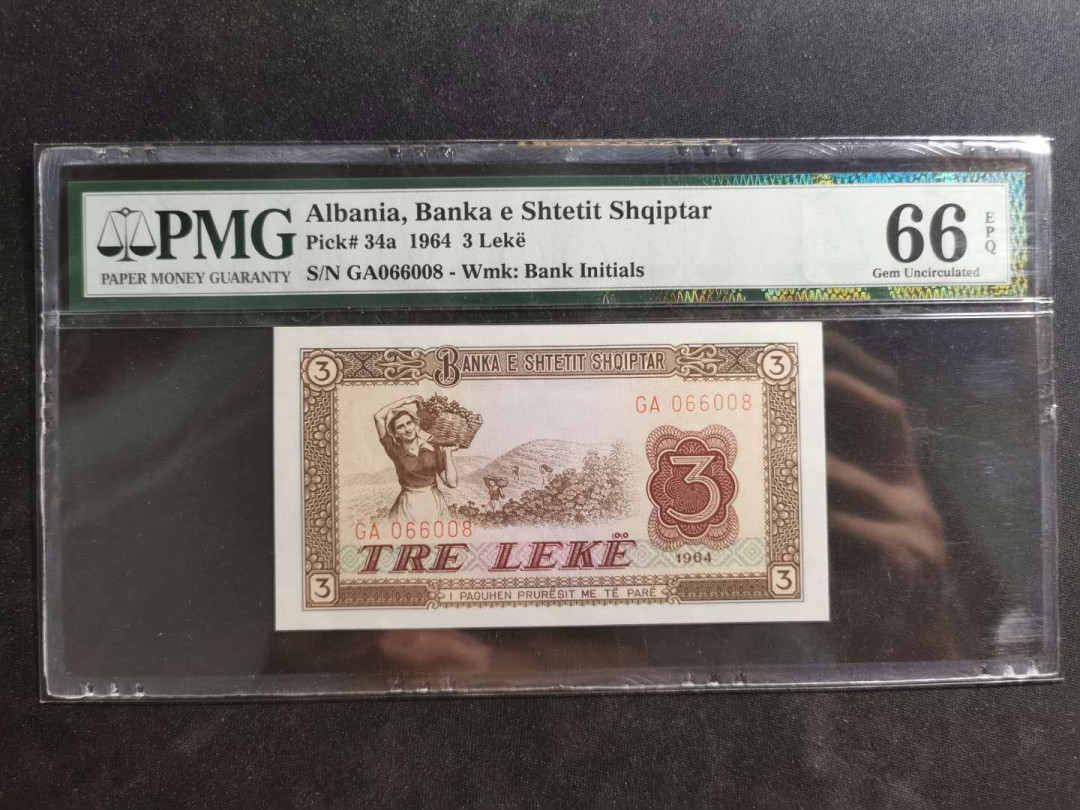 PMG
PAPER MONEY GUARANTY
Albania, Banka e Shtetit Shqiptar
Pick# 34a 1964 3 Lekë
S/N GA066008 - Wmk: Bank Initials
66
EPQ
Gem Uncirculated
3 BANKA E SHTETIT SHQIPTAR 3
GA 066008
3
GA 066008
TRE LEKË
1964
3 I PAGUHEN PRURËSIT ME TË PARË 3